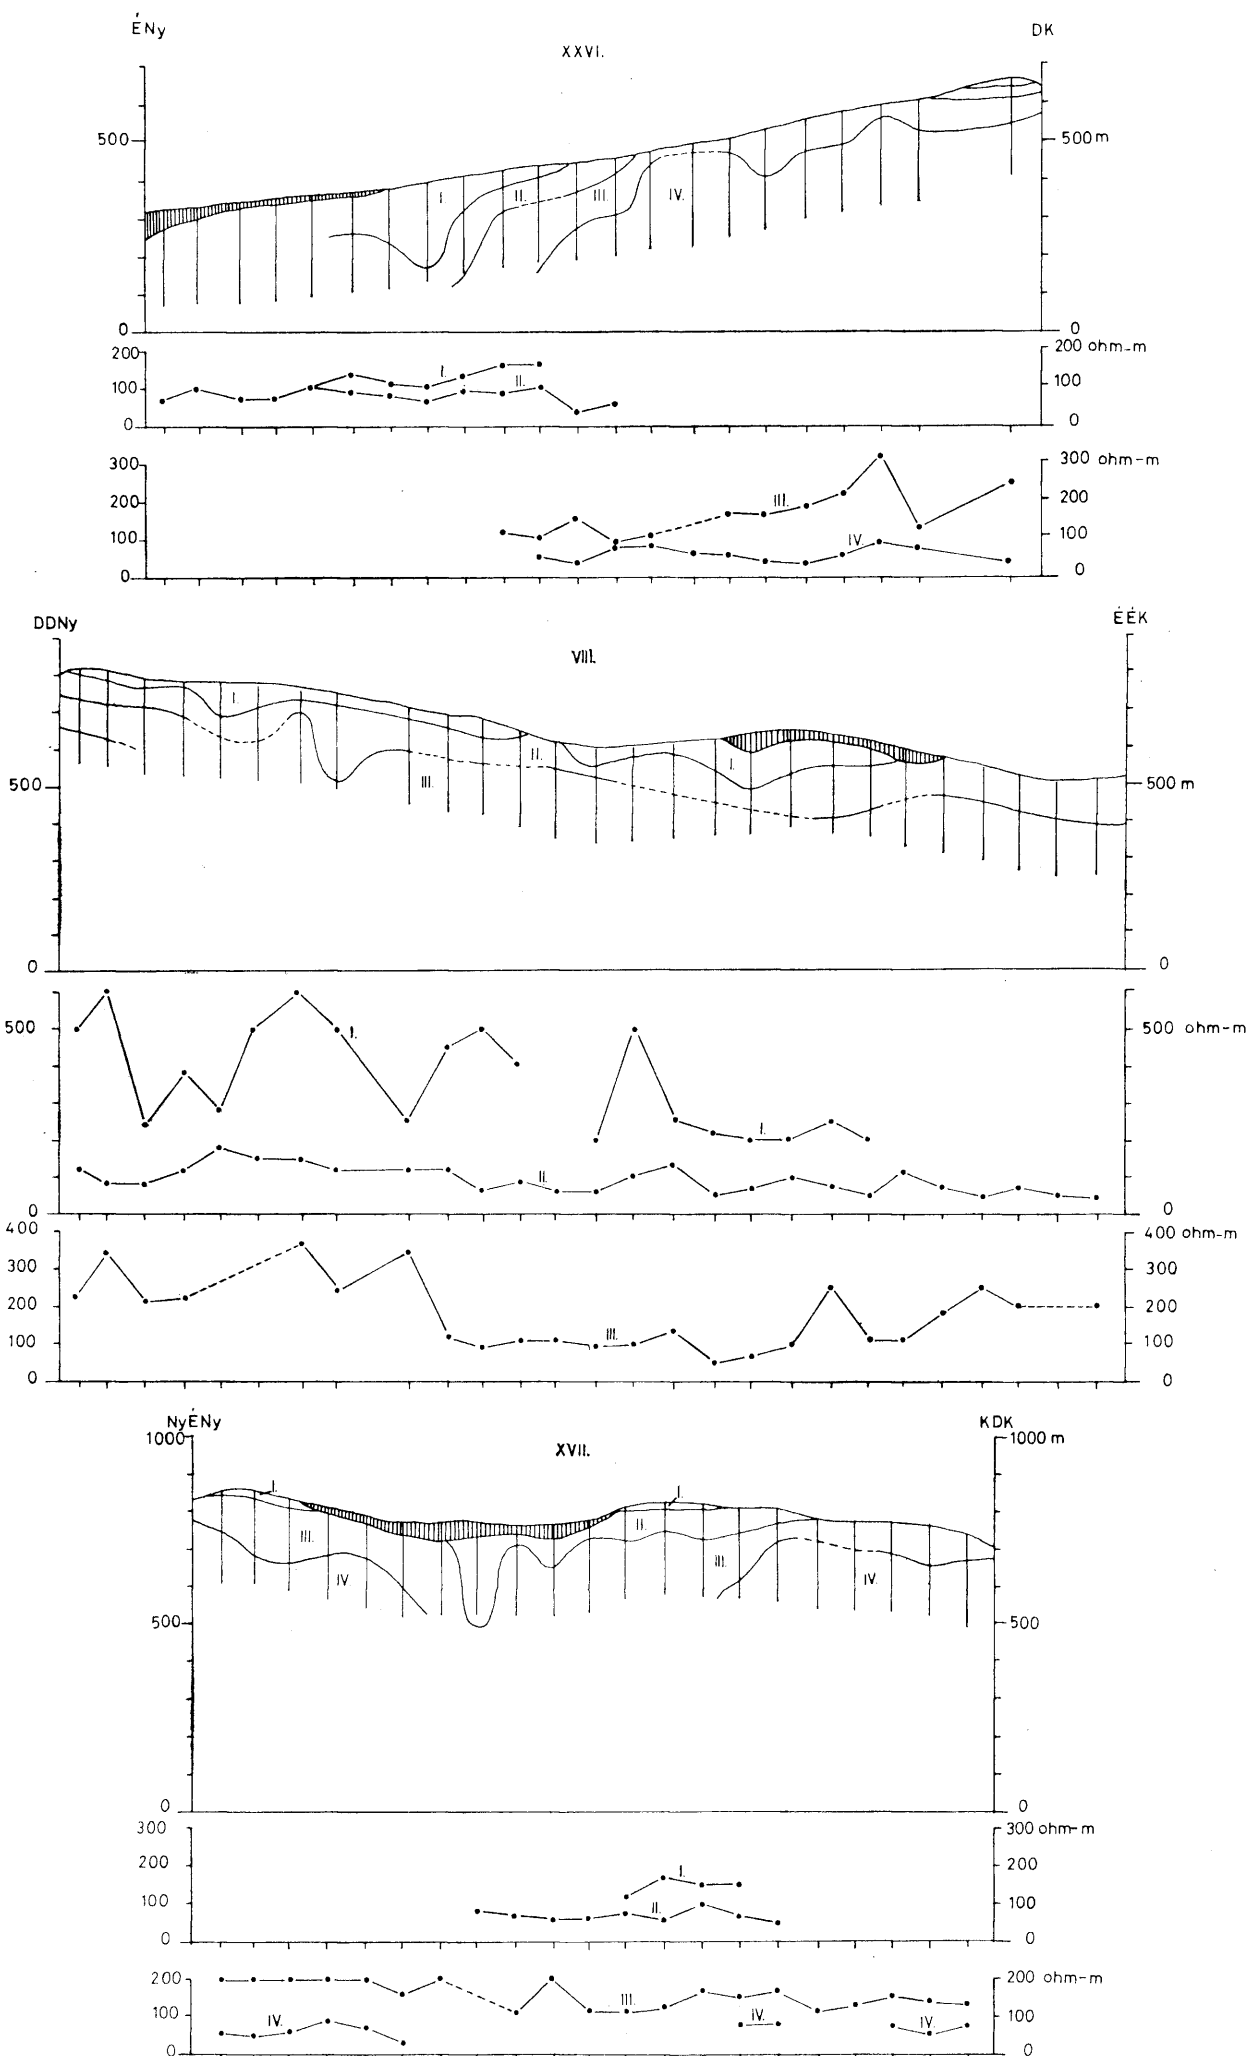 ÉNy DK
XXVI.
500 500 m
I. II. III. IV.
0 0
200 200 ohm-m
I.
100 II. 100
0 0
300 300 ohm-m
200 III. 200
100 IV. 100
0 0
DDNy ÉÉK
VIII.
I.
II. I.
500 III. 500 m
0 0
500 I. 500 ohm-m
I.
II.
0 0
400 400 ohm-m
300 300
200 200
100 III. 100
0 0
NyÉNy KDK
1000 XVII. 1000 m
I. I.
III. II.
IV III. IV.
500 500
0 0
300 300 ohm-m
200 I. 200
100 II. 100
0 0
200 200 ohm-m
III.
100 IV. IV. IV. 100
0 0